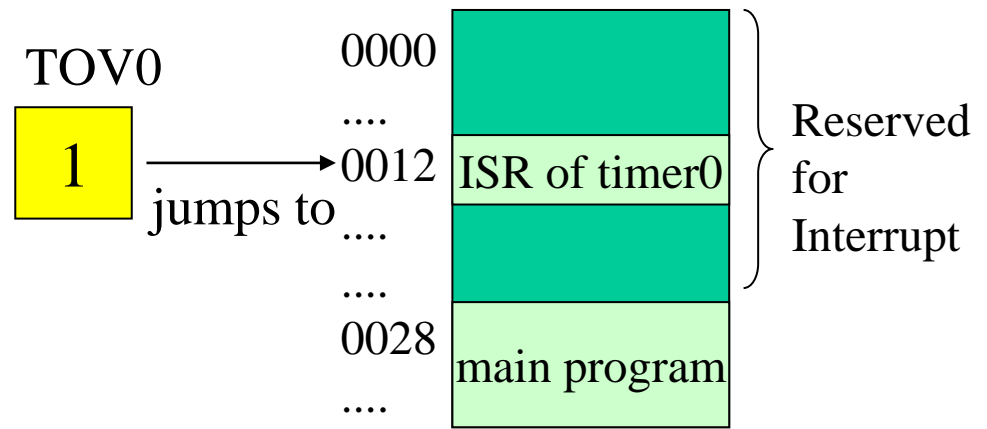 TOV0
1
jumps to
0000
....
0012
....
....
0028
....
ISR of timer0
main program
Reserved
for
Interrupt